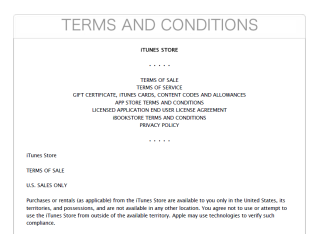 TERMS AND CONDITIONS
iTUNES STORE
. . . . .
TERMS OF SALE
TERMS OF SERVICE
GIFT CERTIFICATE, ITUNES CARDS, CONTENT CODES AND ALLOWANCES
APP STORE TERMS AND CONDITIONS
LICENSED APPLICATION END USER LICENSE AGREEMENT
iBOOKSTORE TERMS AND CONDITIONS
PRIVACY POLICY
. . . . .
iTunes Store
TERMS OF SALE
U.S. SALES ONLY
Purchases or rentals (as applicable) from the iTunes Store are available to you only in the United States, its
territories, and possessions, and are not available in any other location. You agree not to use or attempt to
use the iTunes Store from outside of the available territory. Apple may use technologies to verify such
compliance.